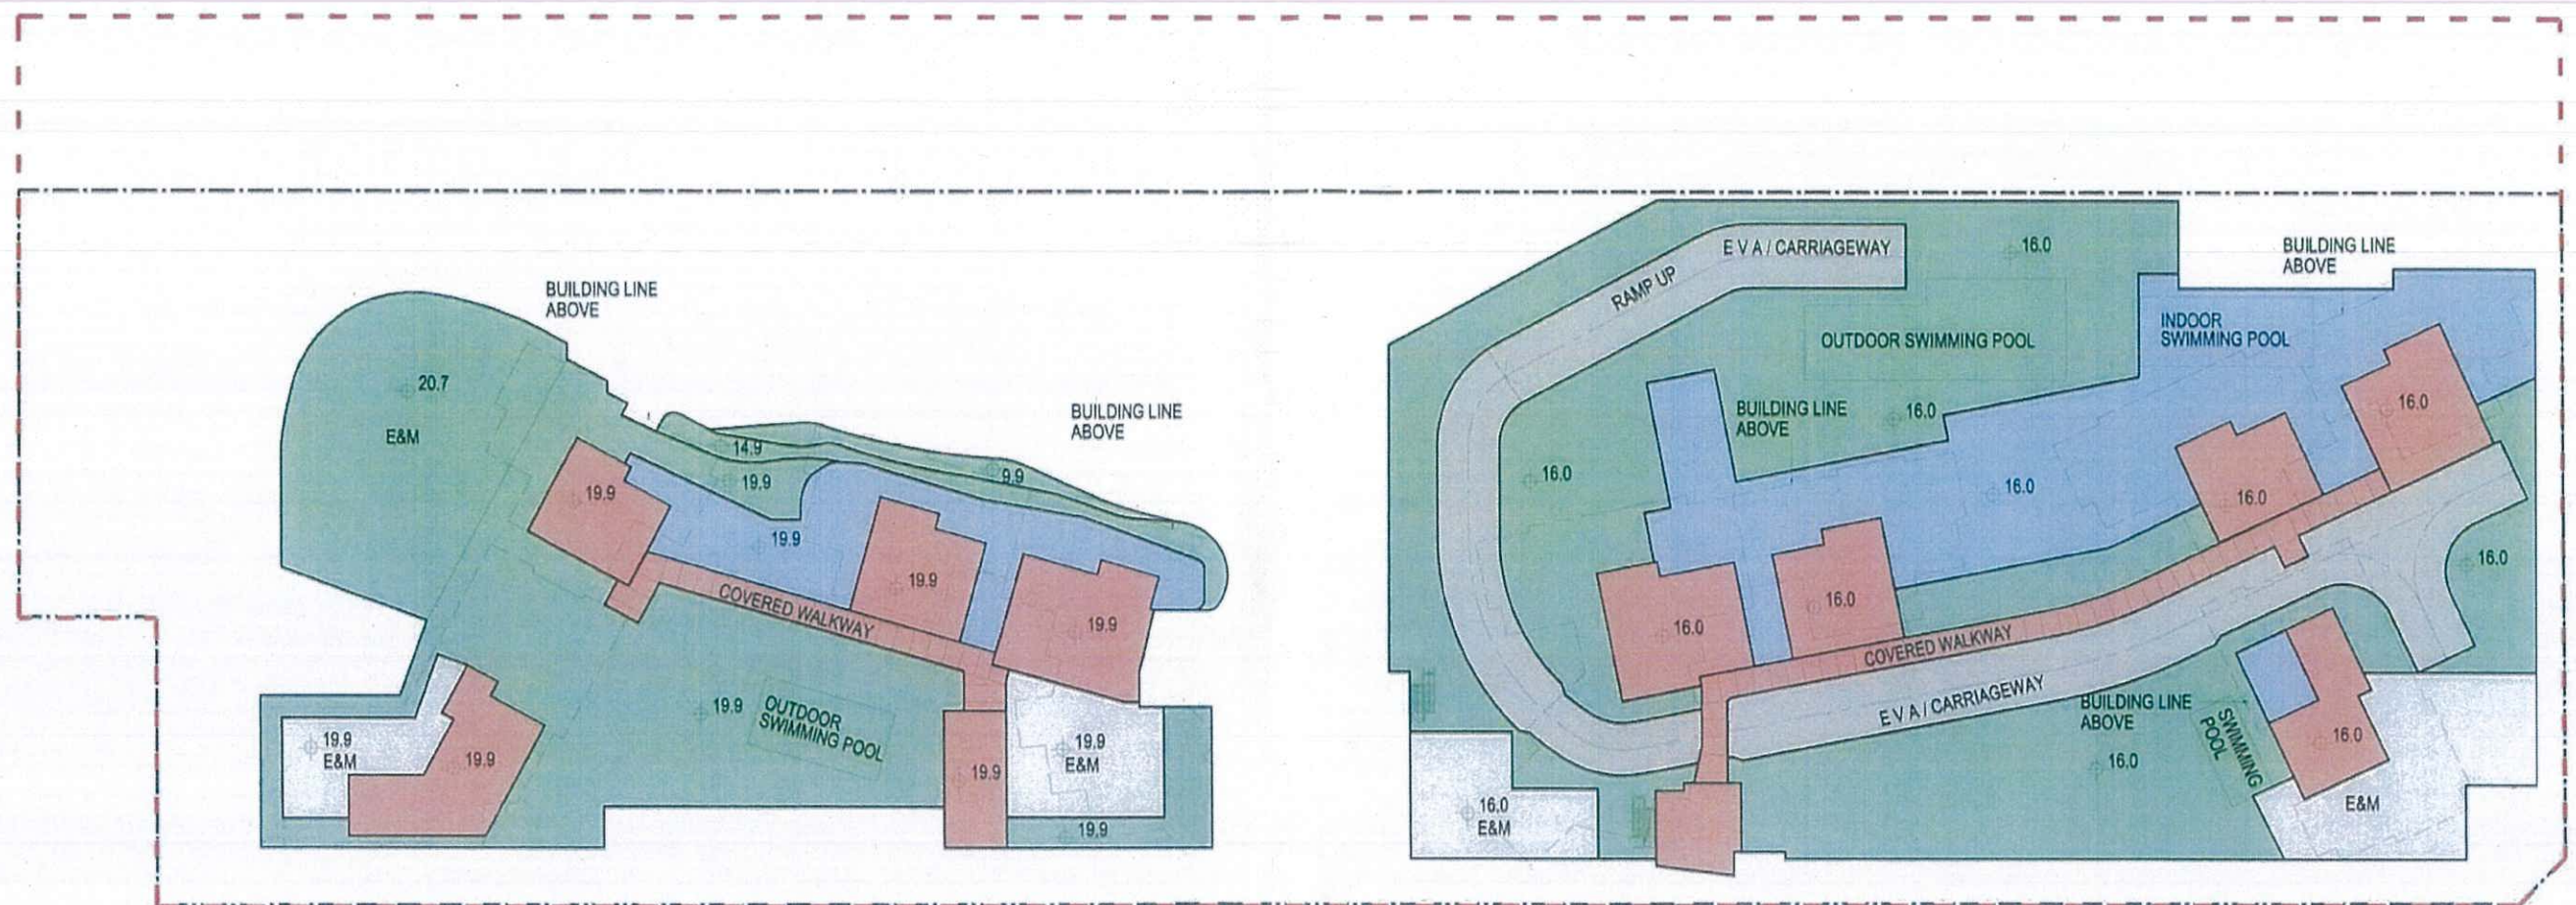 BUILDING LINE
ABOVE
20.7
E&M
BUILDING LINE
ABOVE
14.9
19.9
9.9
19.9
19.9
19.9
19.9
COVERED WALKWAY
19.9
E&M
19.9
19.9
OUTDOOR
SWIMMING POOL
19.9
19.9
E&M
19.9
E V A / CARRIAGEWAY
RAMP UP
16.0
BUILDING LINE
ABOVE
OUTDOOR SWIMMING POOL
INDOOR
SWIMMING POOL
BUILDING LINE
ABOVE
16.0
16.0
16.0
16.0
16.0
16.0
16.0
16.0
COVERED WALKWAY
E V A / CARRIAGEWAY
BUILDING LINE
ABOVE
16.0
SWIMMING
POOL
16.0
16.0
E&M
E&M